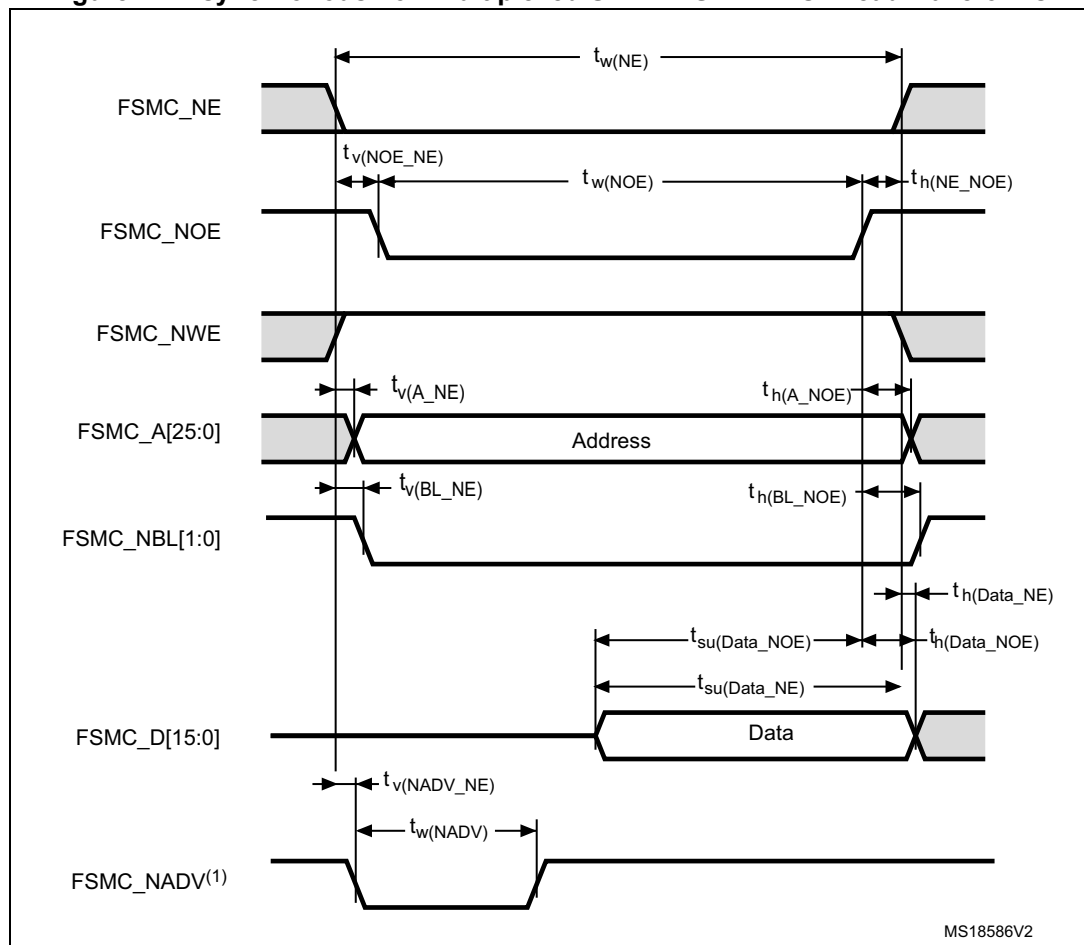 tw(NE)
FSMC_NE
tv(NOE_NE)
tw(NOE)
th(NE_NOE)
FSMC_NOE
FSMC_NWE
tv(A_NE)
th(A_NOE)
FSMC_A[25:0]
Address
tv(BL_NE)
th(BL_NOE)
FSMC_NBL[1:0]
th(Data_NE)
tsu(Data_NOE)
th(Data_NOE)
tsu(Data_NE)
FSMC_D[15:0]
Data
tv(NADV_NE)
tw(NADV)
FSMC_NADV(1)
MS18586V2